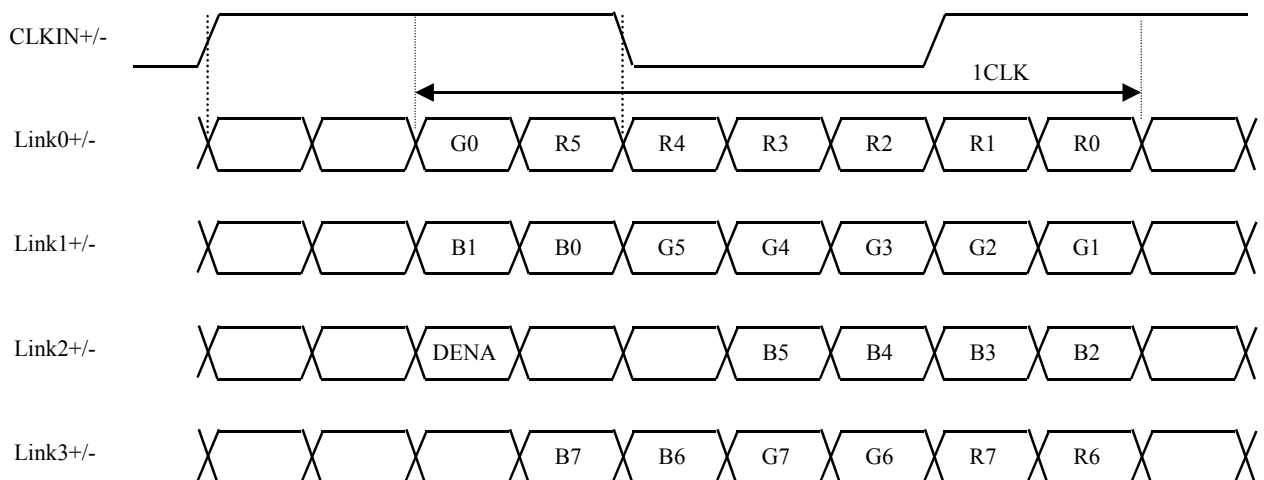 CLKIN+/-
1CLK
Link0+/- G0 R5 R4 R3 R2 R1 R0
Link1+/- B1 B0 G5 G4 G3 G2 G1
Link2+/- DENA B5 B4 B3 B2
Link3+/- B7 B6 G7 G6 R7 R6